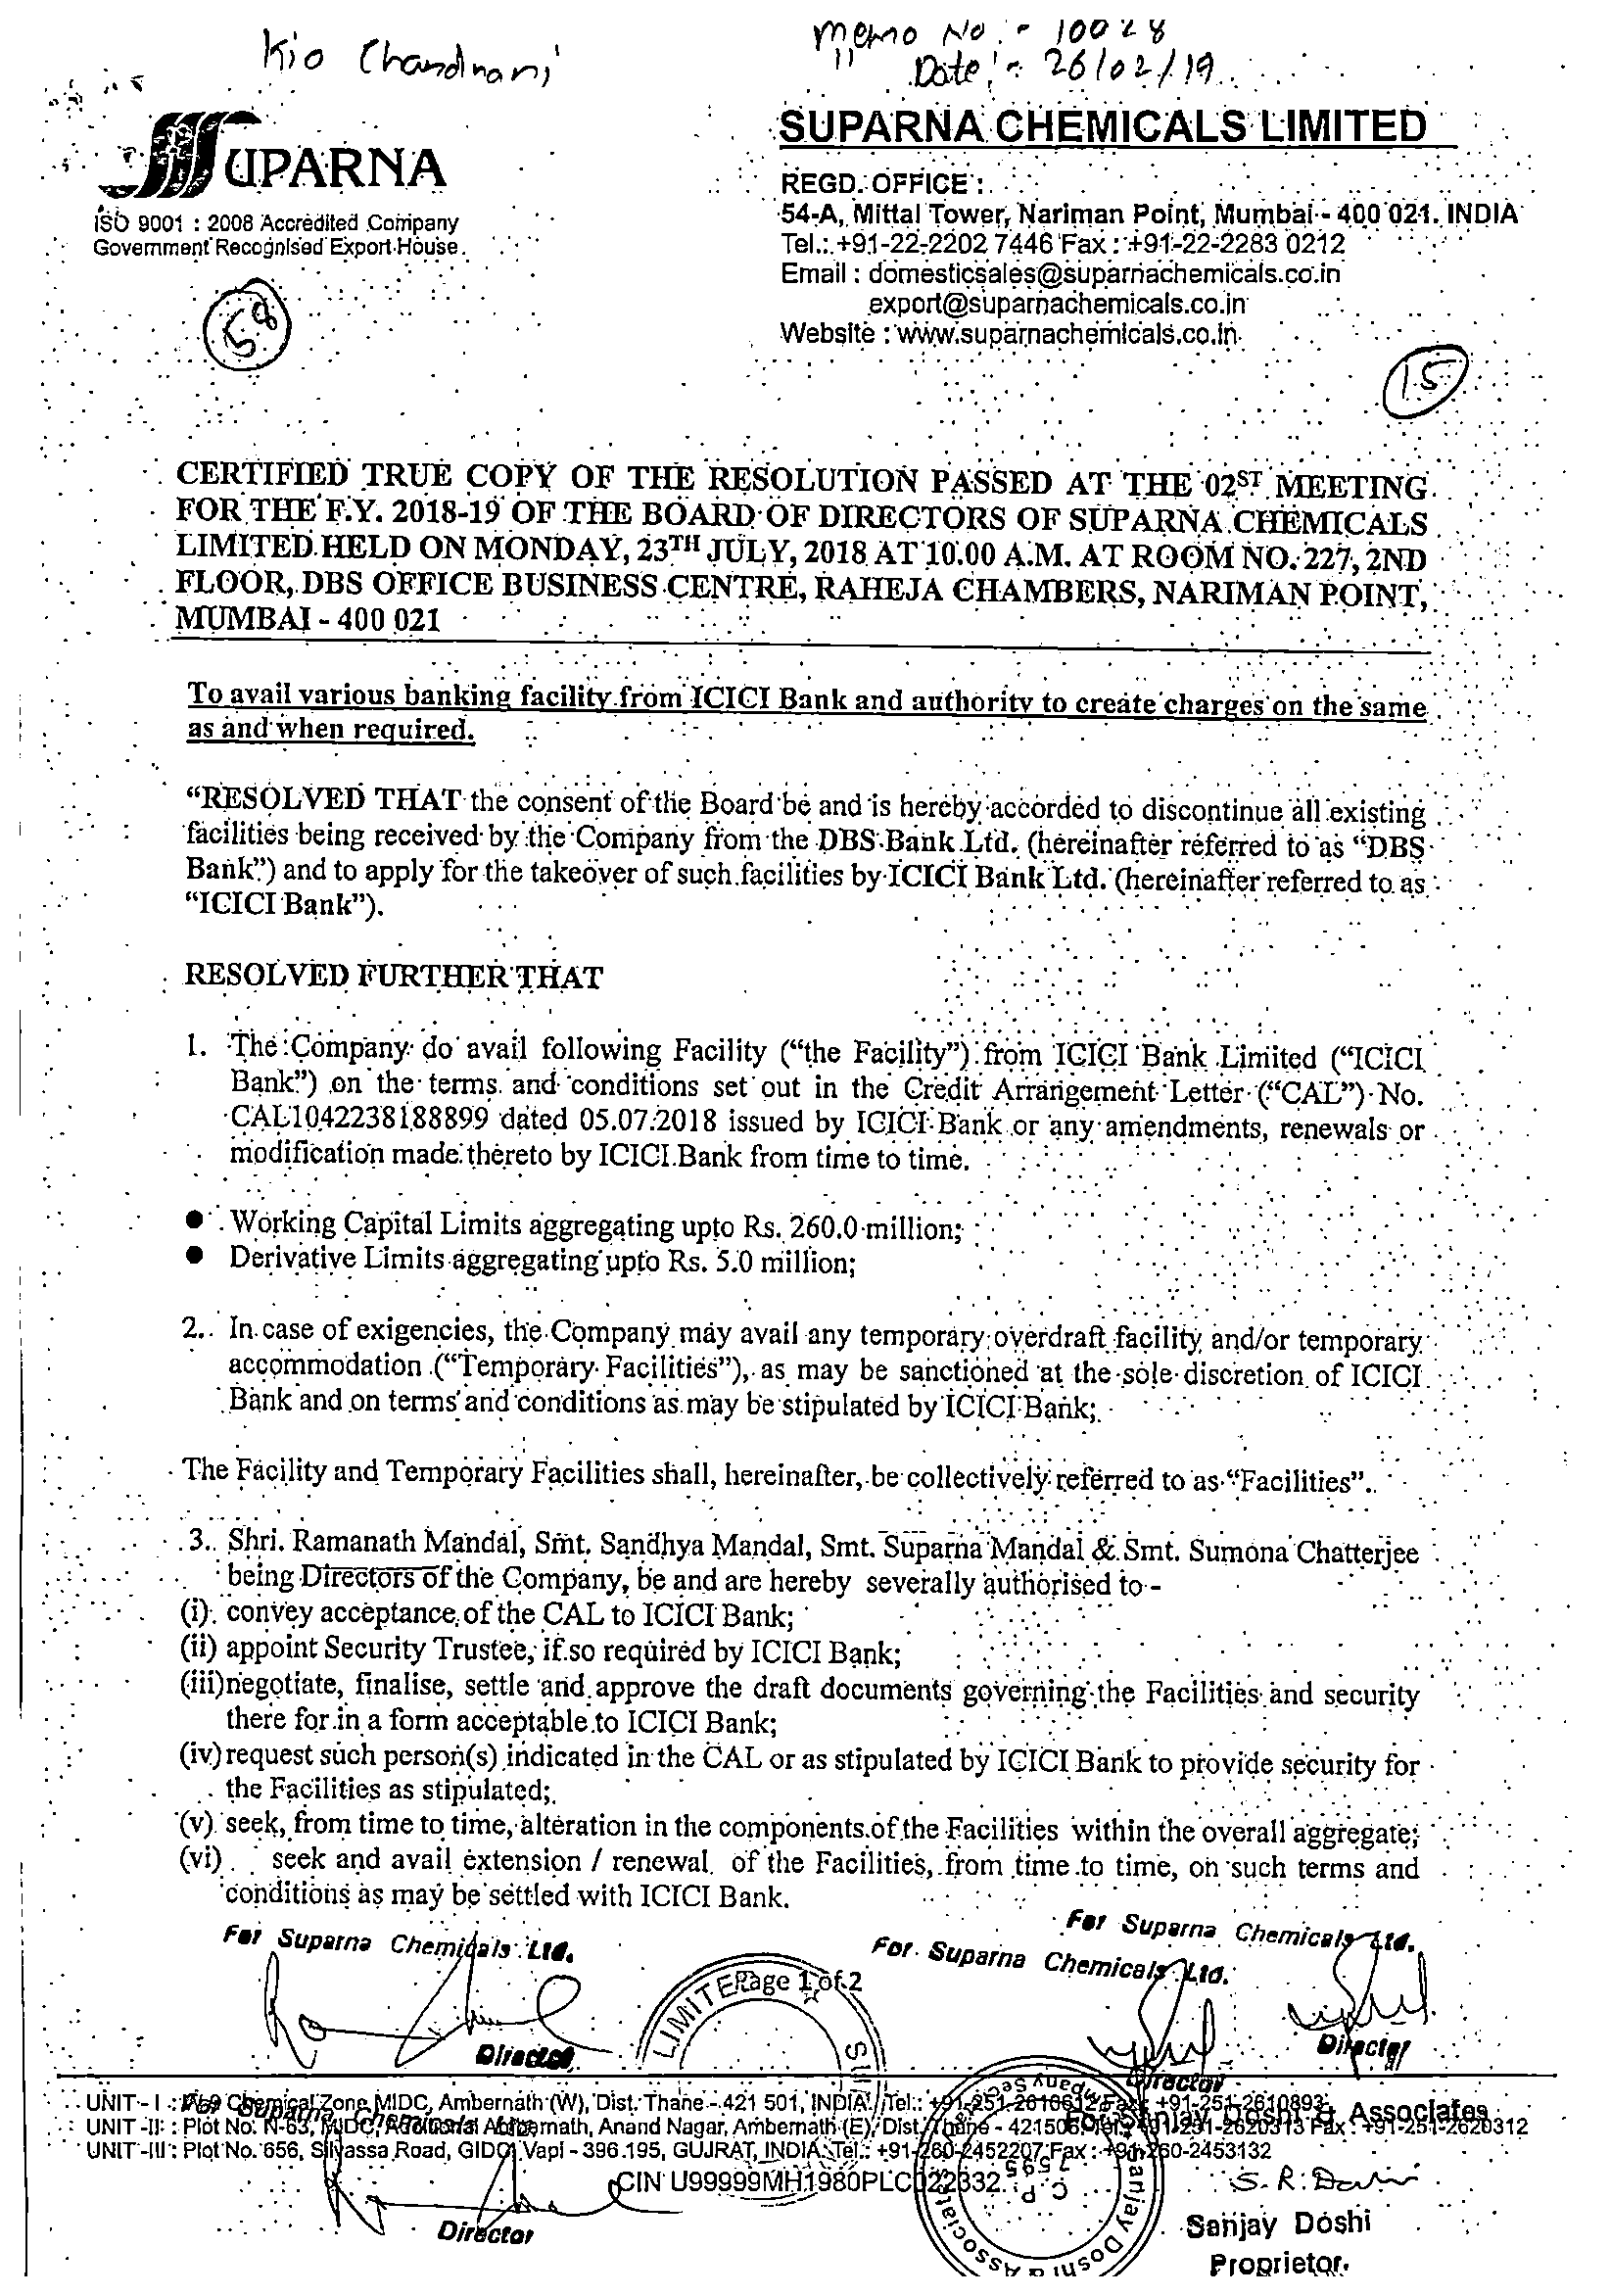 Kio Chandnani
Memo No. - 10028
" Date - 26/02/19
SUPARNA
ISO 9001 : 2008 Accredited Company
Government Recognised Export House
58
SUPARNA CHEMICALS LIMITED
REGD. OFFICE :
54-A, Mittal Tower, Nariman Point, Mumbai - 400 021. INDIA
Tel.: +91-22-2202 7446 Fax : +91-22-2283 0212
Email : domesticsales@suparnachemicals.co.in
export@suparnachemicals.co.in
Website : www.suparnachemicals.co.in
15
CERTIFIED TRUE COPY OF THE RESOLUTION PASSED AT THE 02ST MEETING
FOR THE F.Y. 2018-19 OF THE BOARD OF DIRECTORS OF SUPARNA CHEMICALS
LIMITED HELD ON MONDAY, 23TH JULY, 2018 AT 10.00 A.M. AT ROOM NO. 227, 2ND
FLOOR, DBS OFFICE BUSINESS CENTRE, RAHEJA CHAMBERS, NARIMAN POINT,
MUMBAI - 400 021
To avail various banking facility from ICICI Bank and authority to create charges on the same
as and when required.
“RESOLVED THAT the consent of the Board be and is hereby accorded to discontinue all existing
facilities being received by the Company from the DBS Bank Ltd. (hereinafter referred to as “DBS
Bank”) and to apply for the takeover of such facilities by ICICI Bank Ltd. (hereinafter referred to as
“ICICI Bank”).
RESOLVED FURTHER THAT
1. The Company do avail following Facility (“the Facility”) from ICICI Bank Limited (“ICICI
Bank”) on the terms and conditions set out in the Credit Arrangement Letter (“CAL”) No.
CAL1042238188899 dated 05.07.2018 issued by ICICI Bank or any amendments, renewals or
modification made thereto by ICICI Bank from time to time.
● Working Capital Limits aggregating upto Rs. 260.0 million;
● Derivative Limits aggregating upto Rs. 5.0 million;
2. In case of exigencies, the Company may avail any temporary overdraft facility and/or temporary
accommodation (“Temporary Facilities”), as may be sanctioned at the sole discretion of ICICI
Bank and on terms and conditions as may be stipulated by ICICI Bank;
The Facility and Temporary Facilities shall, hereinafter, be collectively referred to as “Facilities”.
3. Shri. Ramanath Mandal, Smt. Sandhya Mandal, Smt. Suparna Mandal & Smt. Sumona Chatterjee
being Directors of the Company, be and are hereby severally authorised to -
(i). convey acceptance of the CAL to ICICI Bank;
(ii) appoint Security Trustee, if so required by ICICI Bank;
(iii)negotiate, finalise, settle and approve the draft documents governing the Facilities and security
there for in a form acceptable to ICICI Bank;
(iv) request such person(s) indicated in the CAL or as stipulated by ICICI Bank to provide security for
the Facilities as stipulated;
(v) seek, from time to time, alteration in the components of the Facilities within the overall aggregate;
(vi) seek and avail extension / renewal of the Facilities, from time to time, on such terms and
conditions as may be settled with ICICI Bank.
For Suparna Chemicals Ltd.
Director
For Suparna Chemicals Ltd.
Director
For Suparna Chemicals Ltd.
Director
LIMITED
Page 1 of 2
UNIT - I : Chemical Zone, MIDC, Ambernath (W), Dist. Thane - 421 501, INDIA. Tel.: +91-251-2610612 Fax : +91-251-2610893
UNIT -II : Plot No. N-63, MIDC, Additional Ambernath, Anand Nagar, Ambernath (E), Dist. Thane - 421506, Fax : +91-251-2620312
UNIT -III : Plot No. 656, Silvassa Road, GIDC, Vapi - 396 195, GUJRAT, INDIA. Tel.: +91-260-2452207 Fax : +91-260-2453132
CIN U99999MH1980PLC022332
For Suparna Chemicals Ltd.
Director
Sanjay Doshi & Associates
C.P.
7595
For Sanjay Doshi & Associates
S. R. Doshi
Sanjay Doshi
Proprietor.